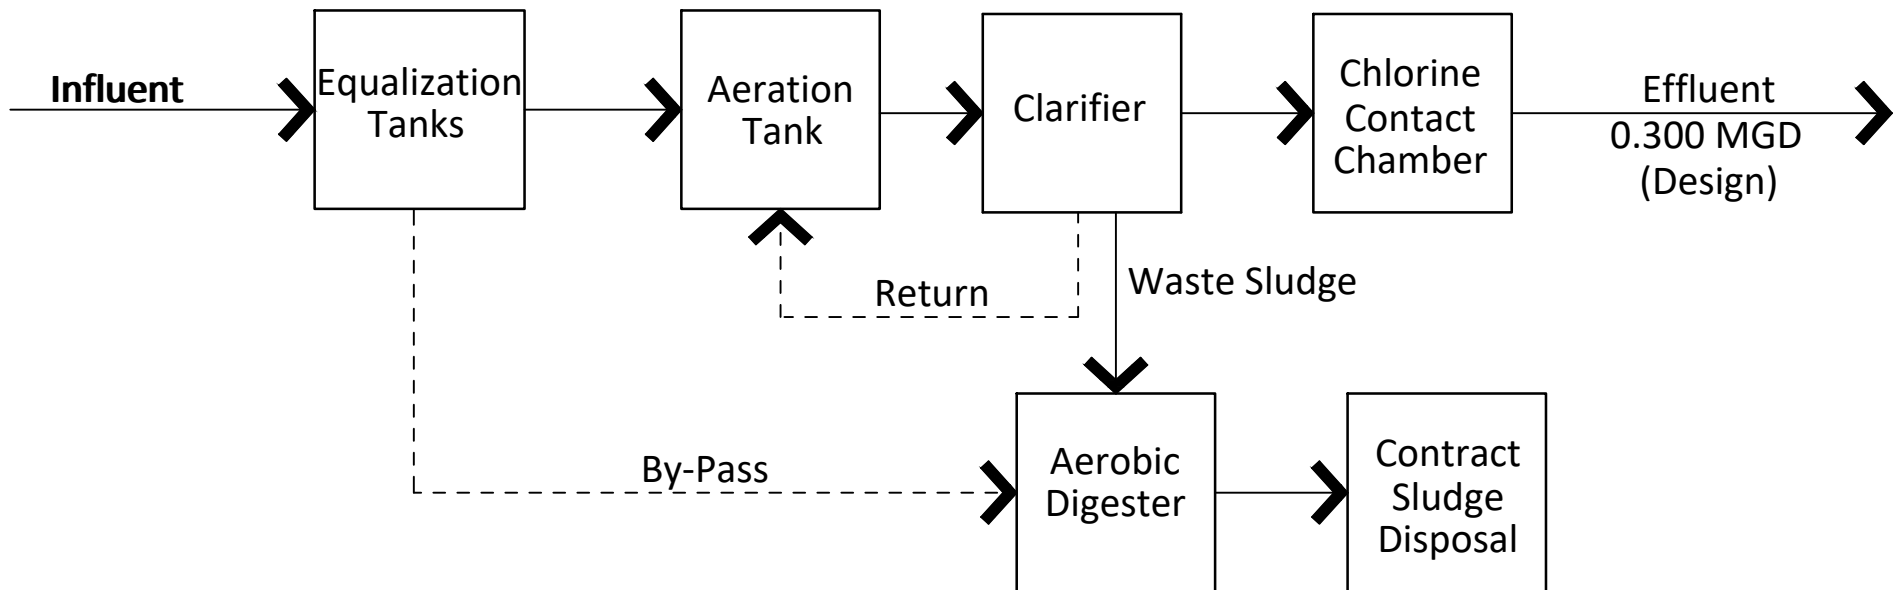 Influent
Equalization
Tanks
Aeration
Tank
Clarifier
Chlorine
Contact
Chamber
Effluent
0.300 MGD
(Design)
Return
Waste Sludge
By-Pass
Aerobic
Digester
Contract
Sludge
Disposal